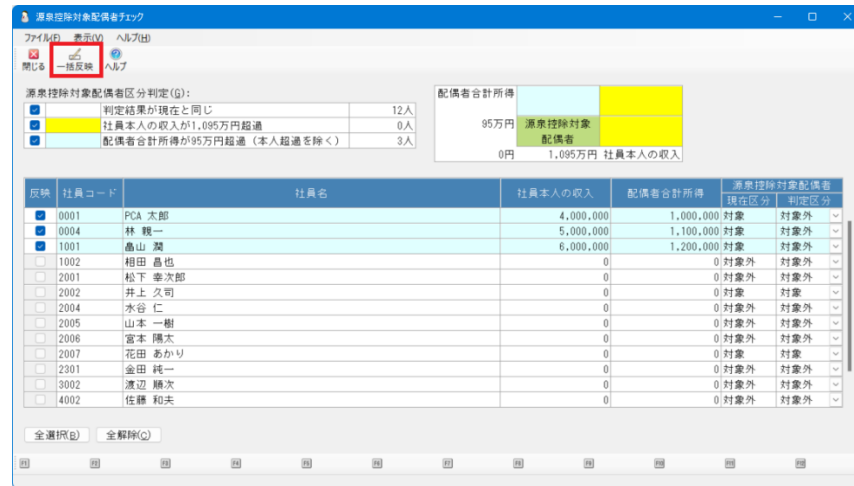 源泉控除対象配偶者チェック
ファイル(F) 表示(V) ヘルプ(H)
閉じる 一括反映 ヘルプ
源泉控除対象配偶者区分判定(G):
判定結果が現在と同じ 12人
社員本人の収入が1,095万円超過 0人
配偶者合計所得が95万円超過（本人超過を除く） 3人
配偶者合計所得
95万円 源泉控除対象
配偶者
0円 1,095万円 社員本人の収入
反映 社員コード 社員名 社員本人の収入 配偶者合計所得 源泉控除対象配偶者
現在区分 判定区分
0001 PCA 太郎 4,000,000 1,000,000 対象 対象外
0004 林 親一 5,000,000 1,100,000 対象 対象外
1001 畠山 潤 6,000,000 1,200,000 対象 対象外
1002 相田 昌也 0 0 対象外 対象外
2001 松下 幸次郎 0 0 対象外 対象外
2002 井上 久司 0 0 対象 対象
2004 水谷 仁 0 0 対象外 対象外
2005 山本 一樹 0 0 対象外 対象外
2006 宮本 陽太 0 0 対象外 対象外
2007 花田 あかり 0 0 対象 対象
2301 金田 純一 0 0 対象外 対象外
3002 渡辺 順次 0 0 対象外 対象外
4002 佐藤 和夫 0 0 対象外 対象外
全選択(B) 全解除(C)
F1 F2 F3 F4 F5 F6 F7 F8 F9 F10 F11 F12